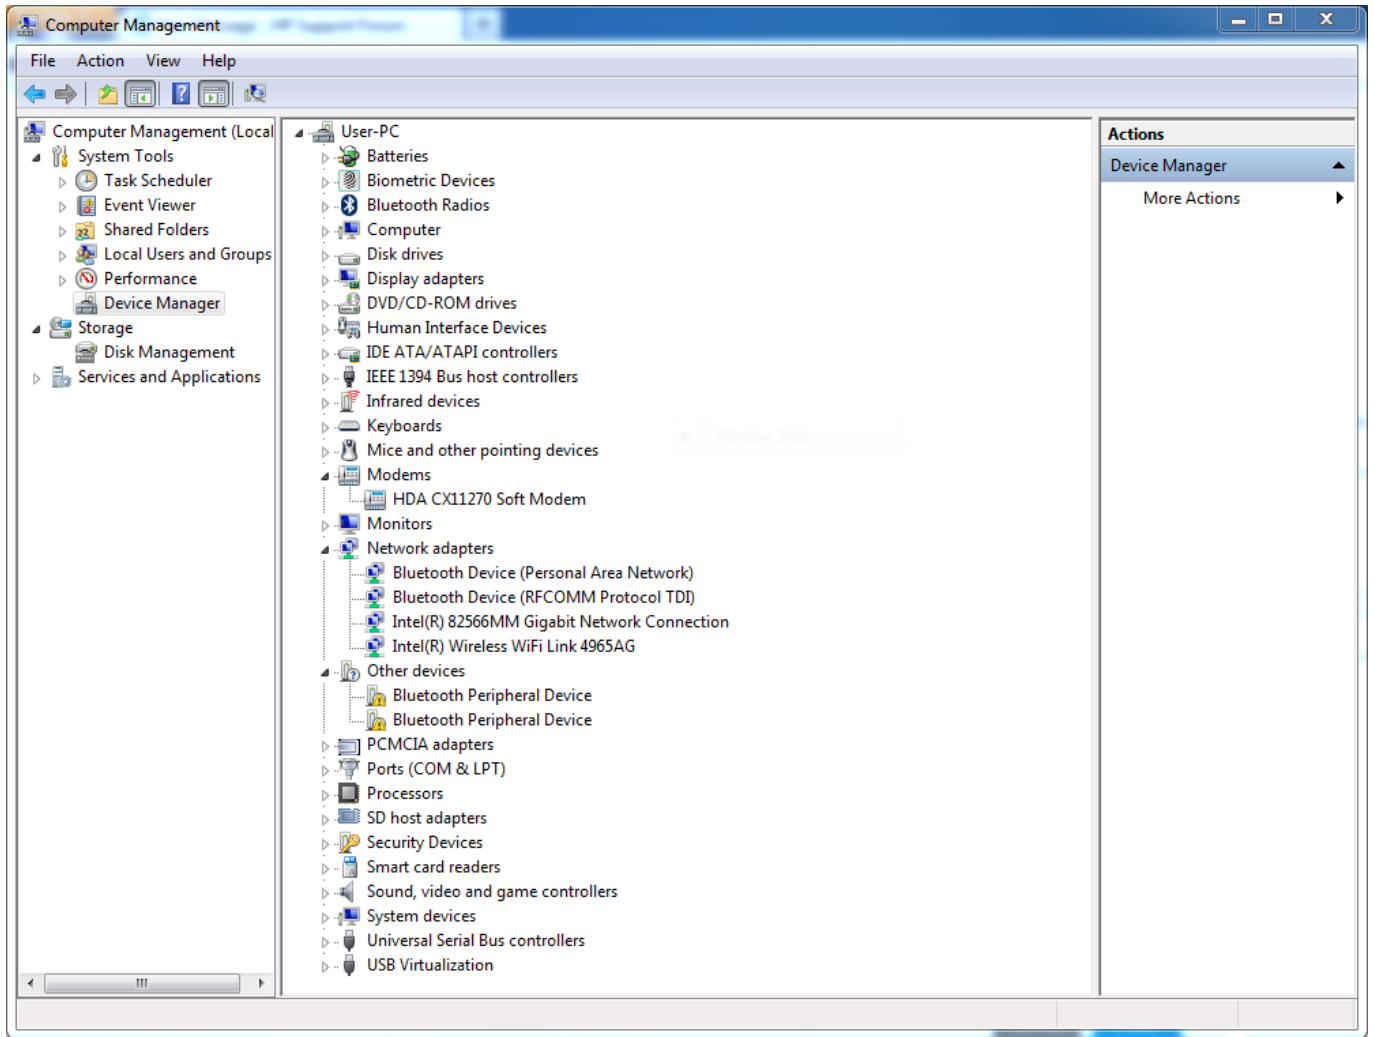 Computer Management
File Action View Help
Computer Management (Local
System Tools
Task Scheduler
Event Viewer
Shared Folders
Local Users and Groups
Performance
Device Manager
Storage
Disk Management
Services and Applications
User-PC
Batteries
Biometric Devices
Bluetooth Radios
Computer
Disk drives
Display adapters
DVD/CD-ROM drives
Human Interface Devices
IDE ATA/ATAPI controllers
IEEE 1394 Bus host controllers
Infrared devices
Keyboards
Mice and other pointing devices
Modems
HDA CX11270 Soft Modem
Monitors
Network adapters
Bluetooth Device (Personal Area Network)
Bluetooth Device (RFCOMM Protocol TDI)
Intel(R) 82566MM Gigabit Network Connection
Intel(R) Wireless WiFi Link 4965AG
Other devices
Bluetooth Peripheral Device
Bluetooth Peripheral Device
PCMCIA adapters
Ports (COM & LPT)
Processors
SD host adapters
Security Devices
Smart card readers
Sound, video and game controllers
System devices
Universal Serial Bus controllers
USB Virtualization
Window Snip
Actions
Device Manager
More Actions